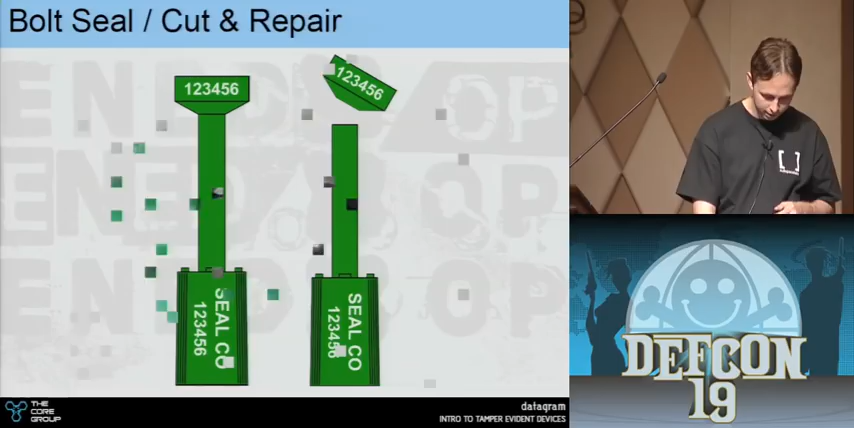 Bolt Seal / Cut & Repair
123456
123456
SEAL CO
123456
SEAL CO
123456
THE
CORE
GROUP
datagram
INTRO TO TAMPER EVIDENT DEVICES
[ ]
DEFCON
19